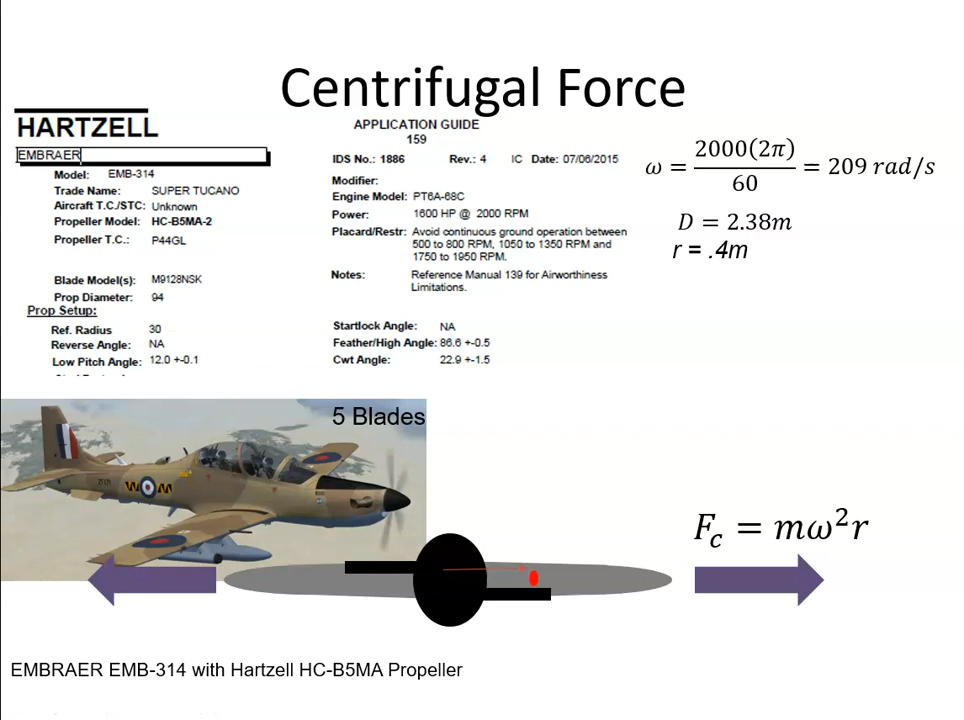 Centrifugal Force
HARTZELL
EMBRAER
Model: EMB-314
Trade Name: SUPER TUCANO
Aircraft T.C./STC: Unknown
Propeller Model: HC-B5MA-2
Propeller T.C.: P44GL
Blade Model(s): M9128NSK
Prop Diameter: 94
Prop Setup:
Ref. Radius 30
Reverse Angle: NA
Low Pitch Angle: 12.0 +-0.1
APPLICATION GUIDE
159
IDS No.: 1886 Rev.: 4 IC Date: 07/06/2015
Modifier:
Engine Model: PT6A-68C
Power: 1600 HP @ 2000 RPM
Placard/Restr: Avoid continuous ground operation between
500 to 800 RPM, 1050 to 1350 RPM and
1750 to 1950 RPM.
Notes: Reference Manual 139 for Airworthiness
Limitations.
Startlock Angle: NA
Feather/High Angle: 86.6 +-0.5
Cwt Angle: 22.9 +-1.5
ω = 2000(2π)/60 = 209 rad/s
D = 2.38m
r = .4m
5 Blades
F_c = mω²r
EMBRAER EMB-314 with Hartzell HC-B5MA Propeller